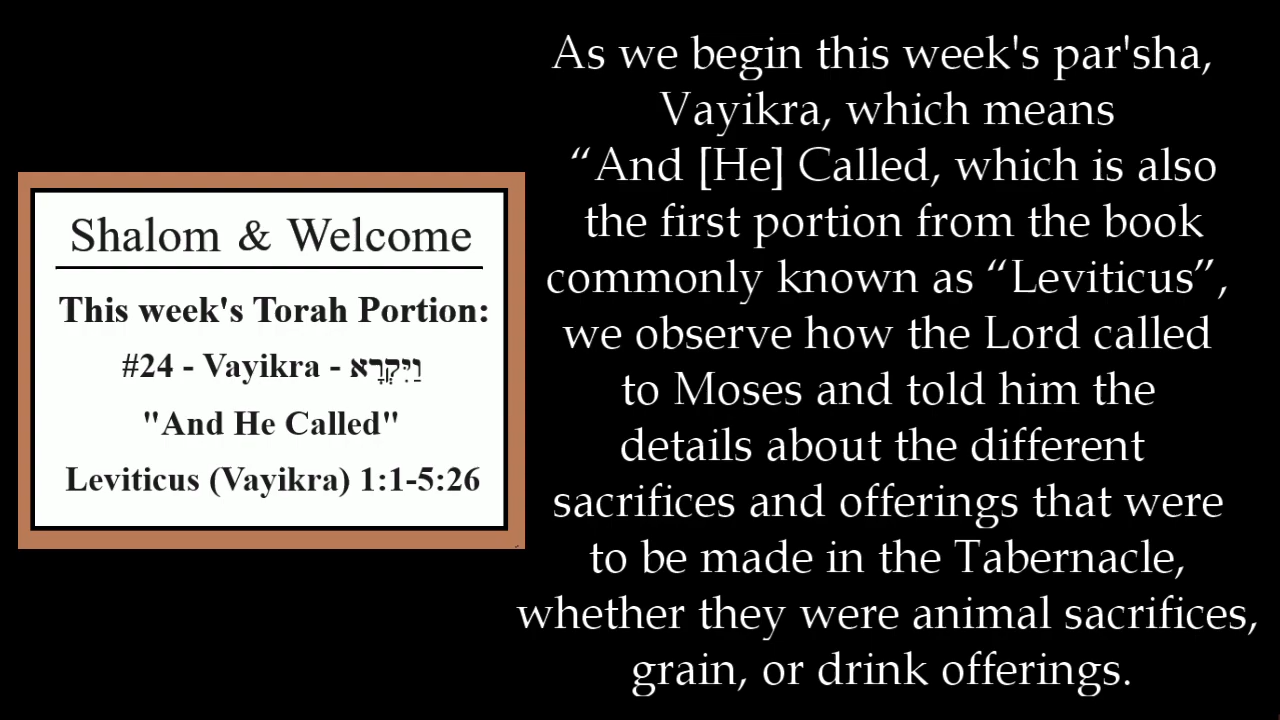 Shalom & Welcome
This week's Torah Portion:
#24 - Vayikra - וַיִּקְרָא
"And He Called"
Leviticus (Vayikra) 1:1-5:26
As we begin this week's par'sha,
Vayikra, which means
“And [He] Called, which is also
the first portion from the book
commonly known as “Leviticus”,
we observe how the Lord called
to Moses and told him the
details about the different
sacrifices and offerings that were
to be made in the Tabernacle,
whether they were animal sacrifices,
grain, or drink offerings.